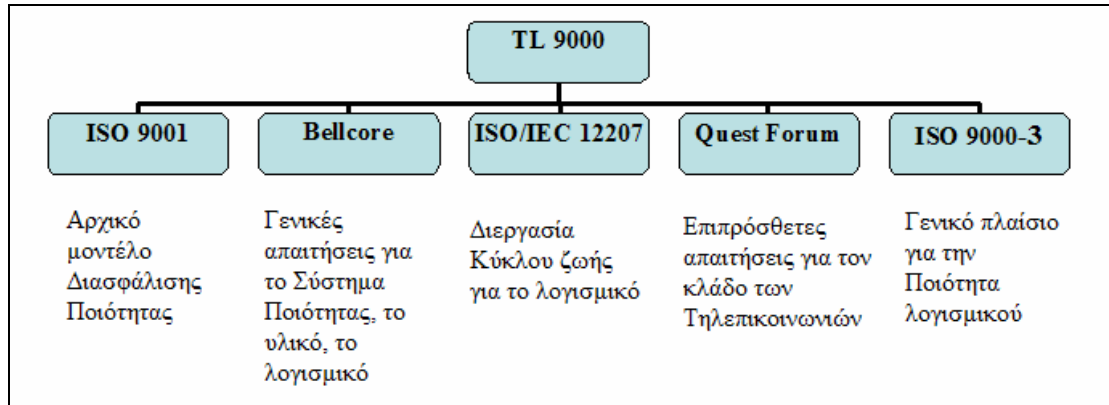 TL 9000
ISO 9001
Bellcore
ISO/IEC 12207
Quest Forum
ISO 9000-3
Αρχικό
μοντέλο
Διασφάλισης
Ποιότητας
Γενικές
απαιτήσεις για
το Σύστημα
Ποιότητας, το
υλικό, το
λογισμικό
Διεργασία
Κύκλου ζωής
για το λογισμικό
Επιπρόσθετες
απαιτήσεις για τον
κλάδο των
Τηλεπικοινωνιών
Γενικό πλαίσιο
για την
Ποιότητα
λογισμικού